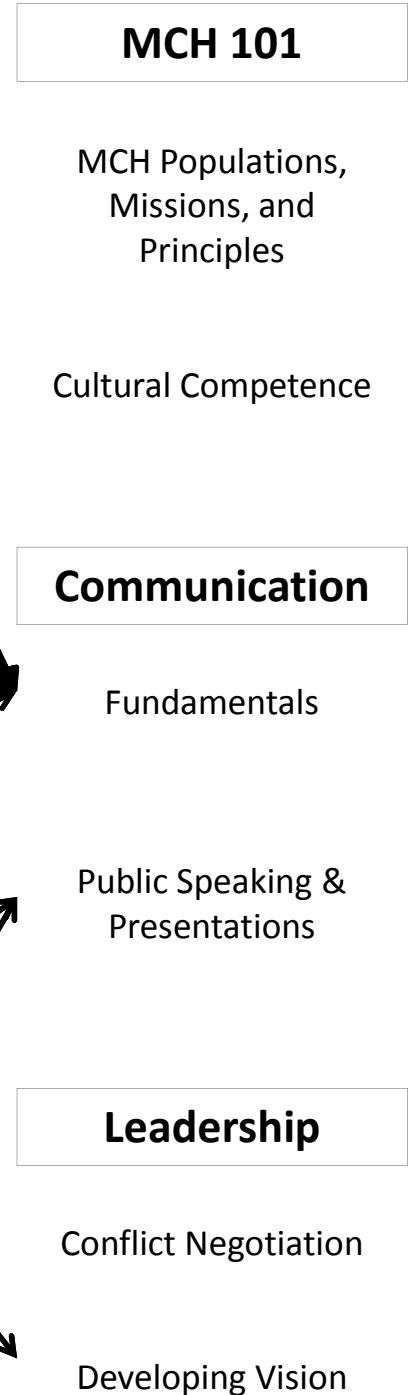 MCH 101
MCH Populations,
Missions, and
Principles
Cultural Competence
Communication
Fundamentals
Public Speaking &
Presentations
Leadership
Conflict Negotiation
Developing Vision